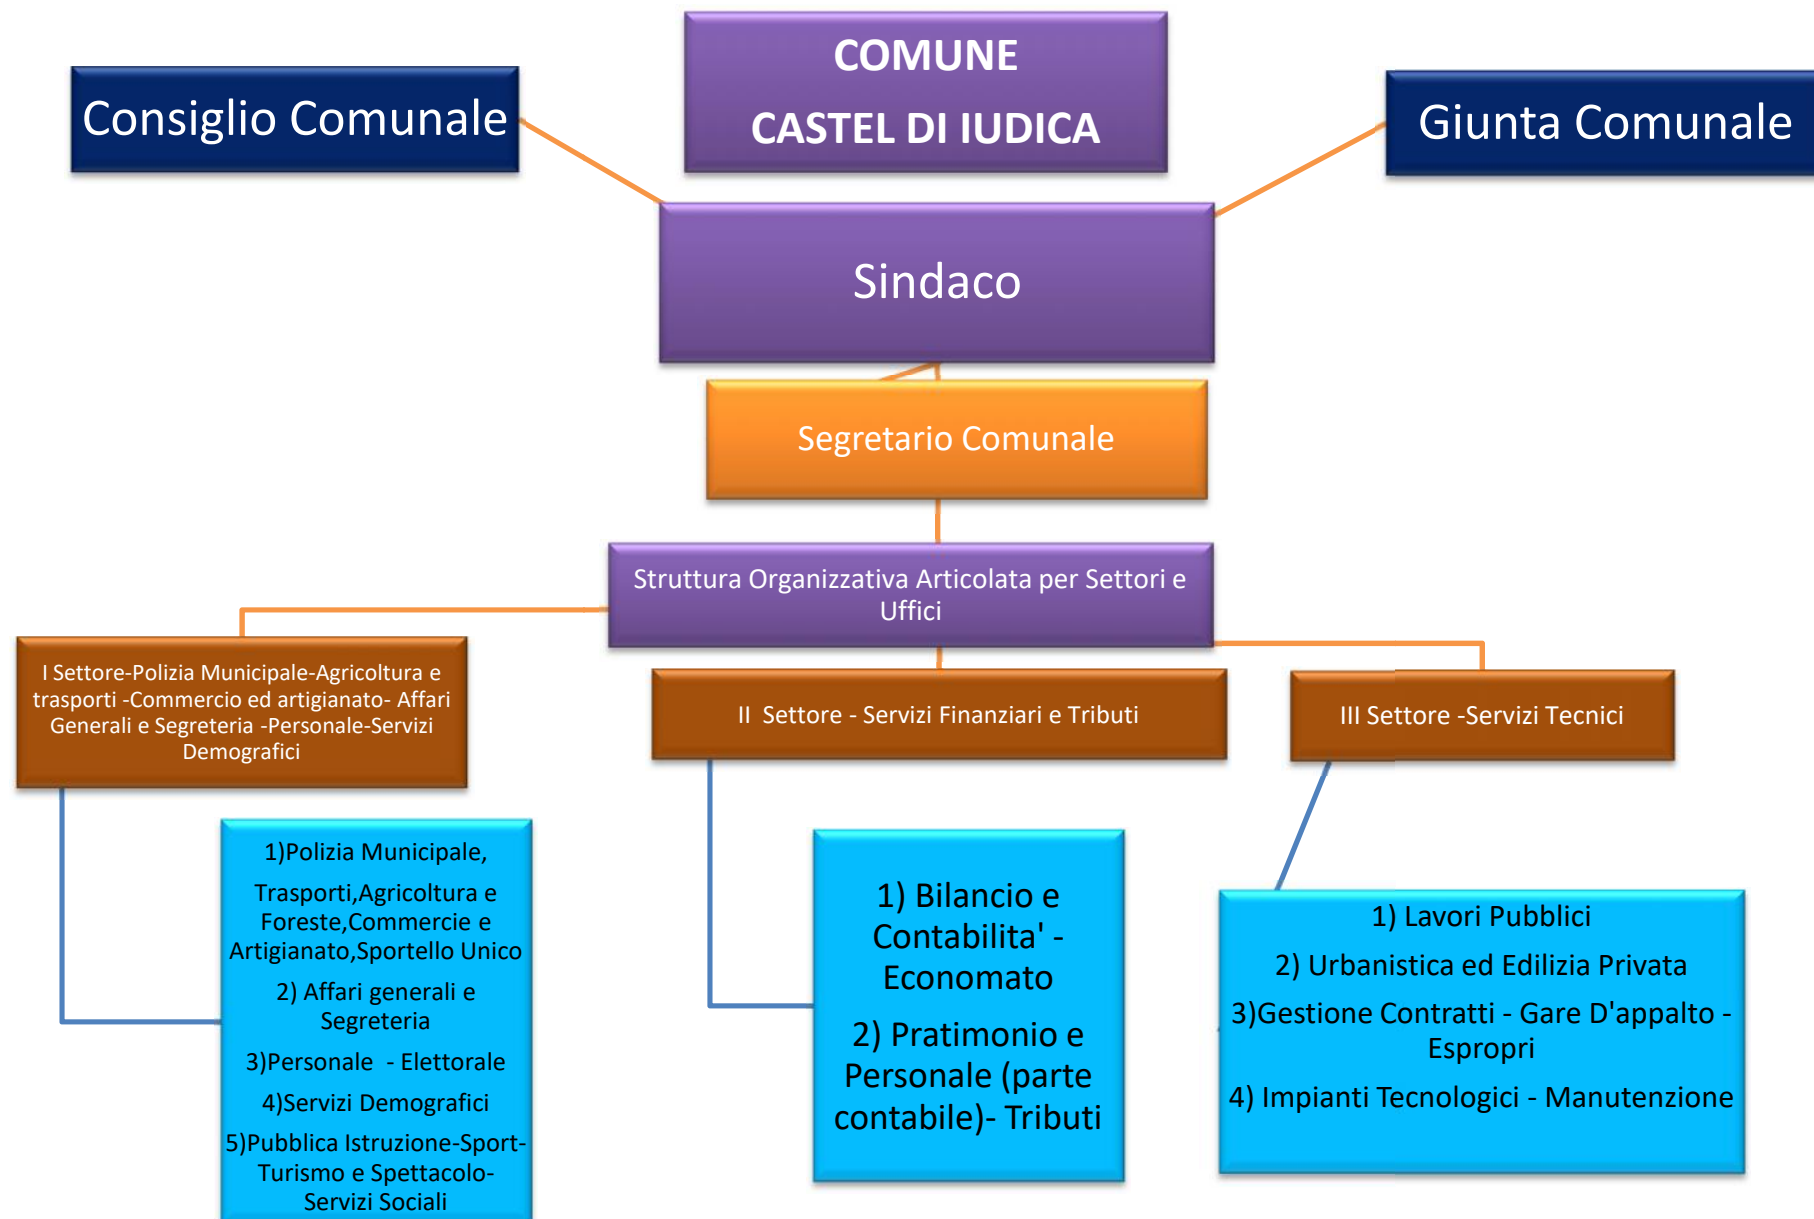 COMUNE
CASTEL DI IUDICA
Consiglio Comunale
Giunta Comunale
Sindaco
Segretario Comunale
Struttura Organizzativa Articolata per Settori e
Uffici
I Settore-Polizia Municipale-Agricoltura e
trasporti -Commercio ed artigianato- Affari
Generali e Segreteria -Personale-Servizi
Demografici
II  Settore - Servizi Finanziari e Tributi
III Settore -Servizi Tecnici
1)Polizia Municipale,
Trasporti,Agricoltura e
Foreste,Commercie e
Artigianato,Sportello Unico
2) Affari generali e
Segreteria
3)Personale  - Elettorale
4)Servizi Demografici
5)Pubblica Istruzione-Sport-
Turismo e Spettacolo-
Servizi Sociali
1) Bilancio e
Contabilita' -
Economato
2) Pratimonio e
Personale (parte
contabile)- Tributi
1) Lavori Pubblici
2) Urbanistica ed Edilizia Privata
3)Gestione Contratti - Gare D'appalto -
Espropri
4) Impianti Tecnologici - Manutenzione